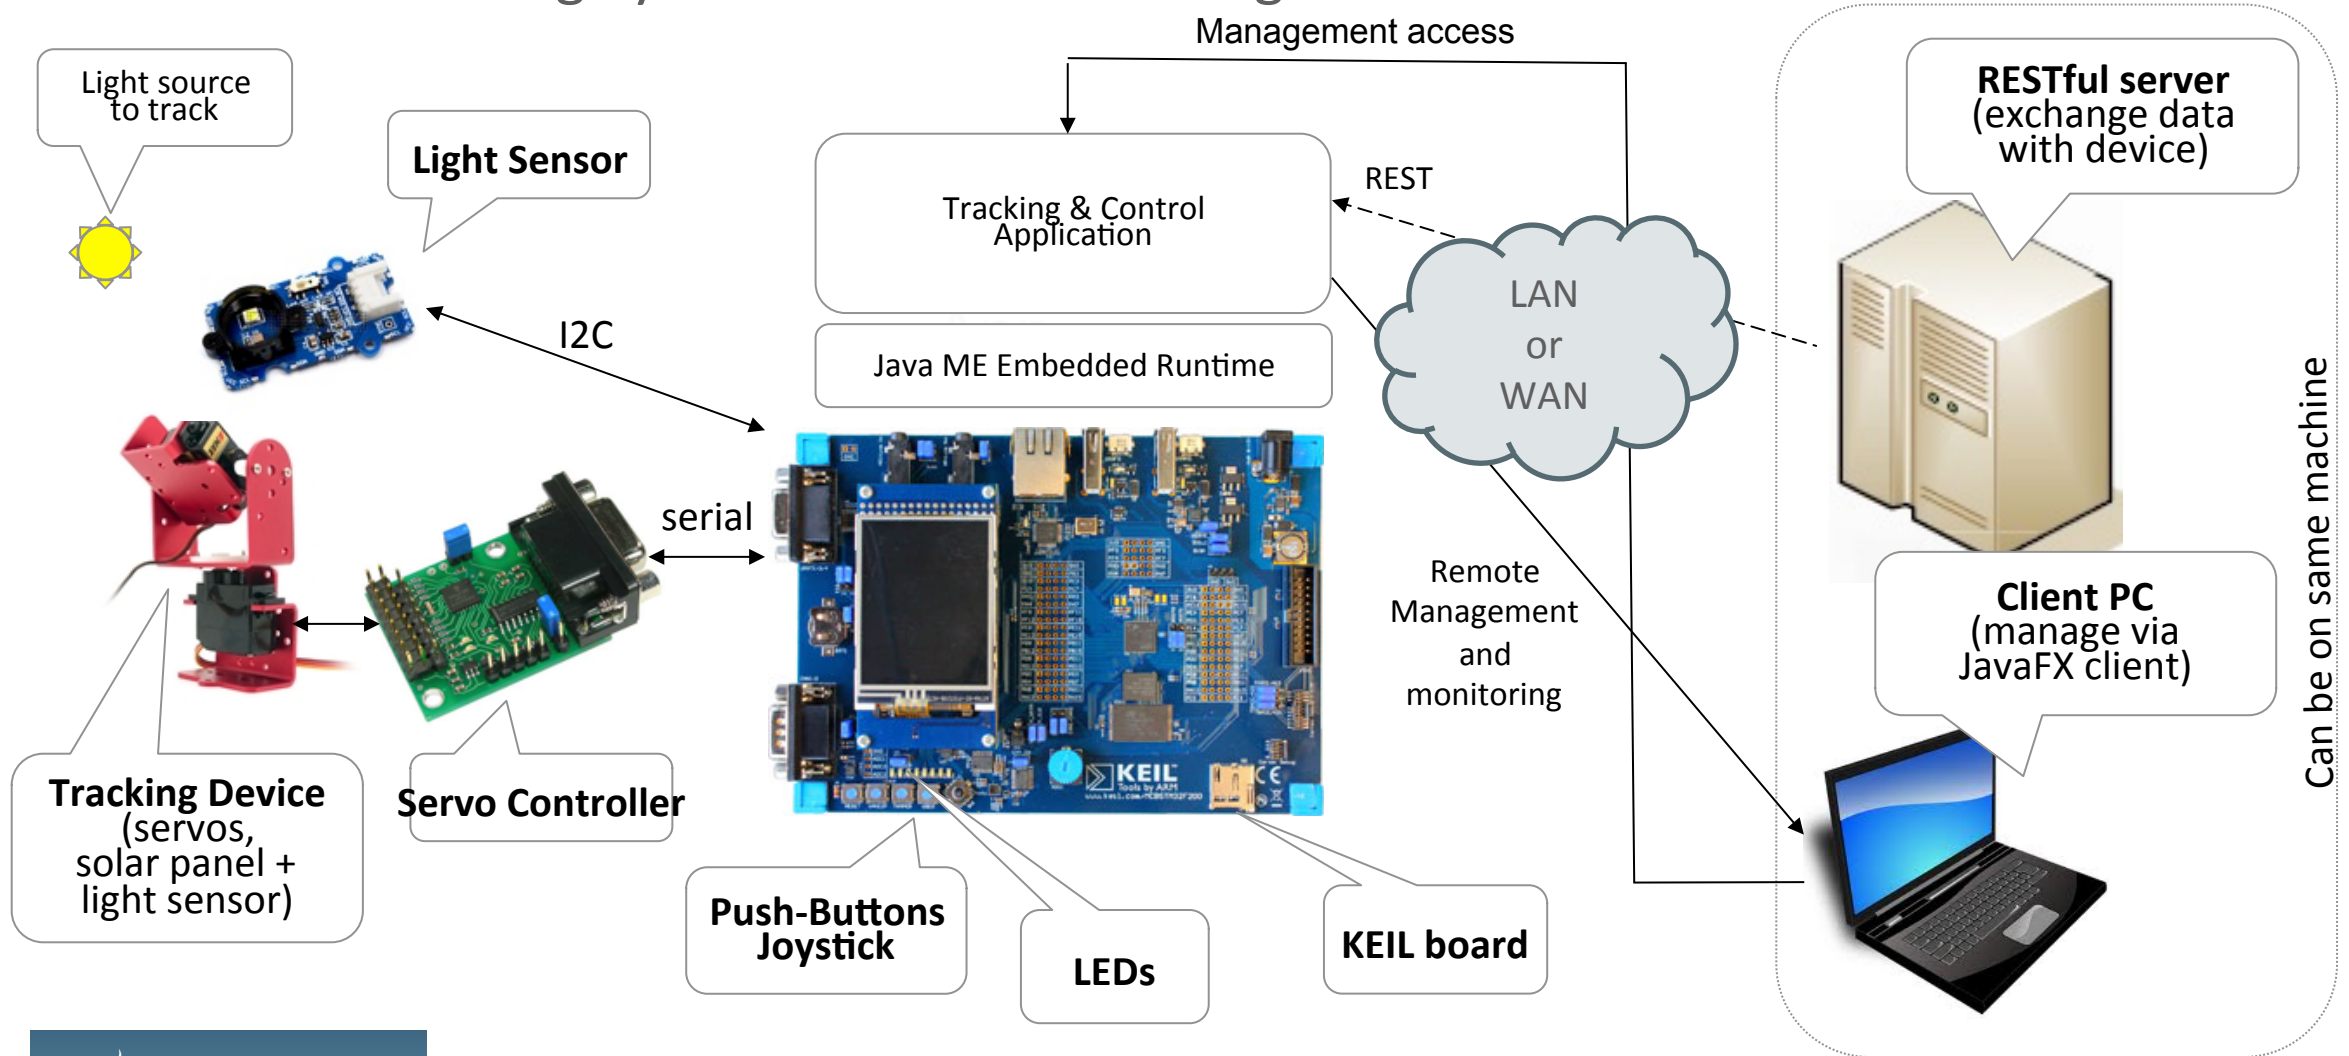 Management access
Light source
to track
Light Sensor
RESTful server
(exchange data
with device)
REST
Tracking & Control
Application
LAN
or
WAN
I2C
Java ME Embedded Runtime
Can be on same machine
serial
Remote
Management
and
monitoring
Client PC
(manage via
JavaFX client)
KEIL
Tools by ARM
Tracking Device
(servos,
solar panel +
light sensor)
Servo Controller
Push-Buttons
Joystick
LEDs
KEIL board